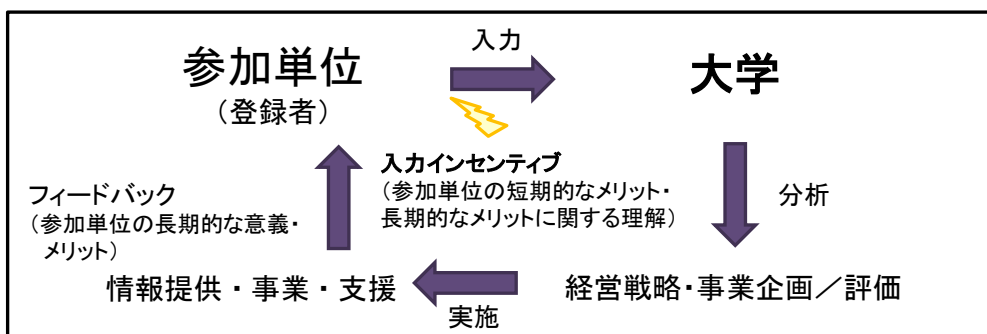 入力
参加単位
(登録者)
大学
入力インセンティブ
(参加単位の短期的なメリット・
長期的なメリットに関する理解)
フィードバック
(参加単位の長期的な意義・
メリット)
分析
情報提供・事業・支援
実施
経営戦略・事業企画/評価